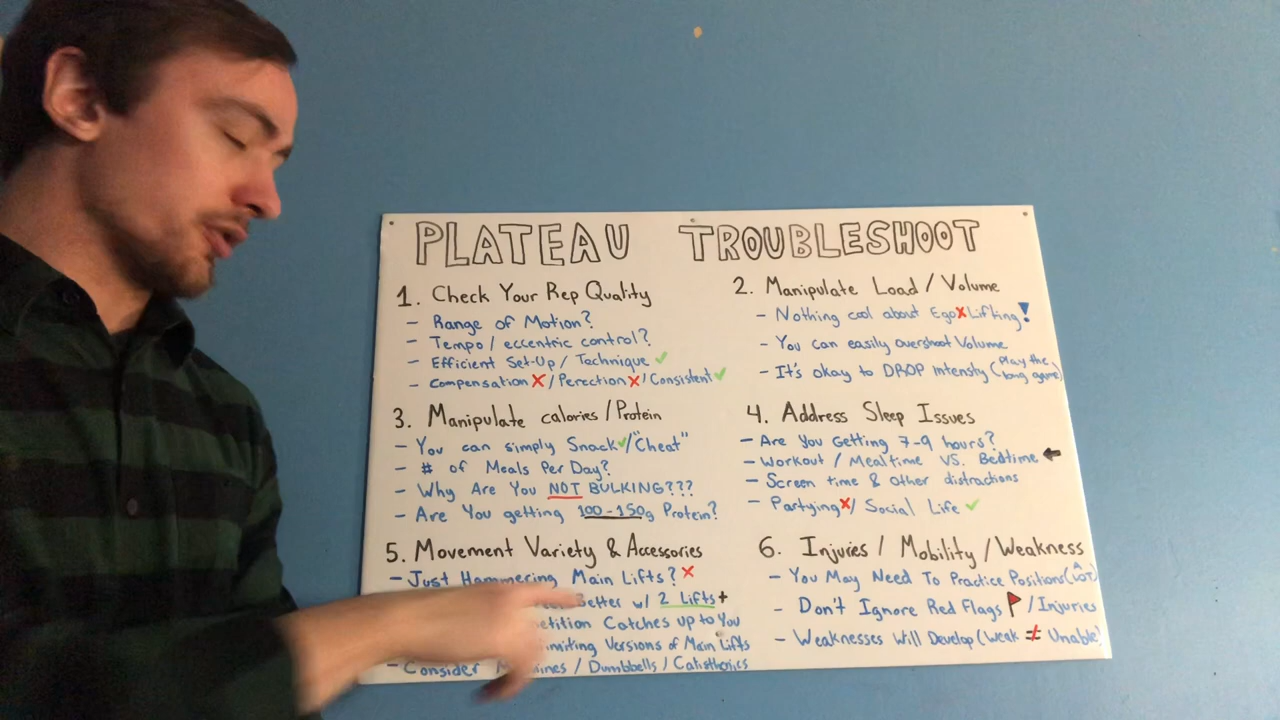 PLATEAU TROUBLESHOOT
1. Check Your Rep Quality
- Range of Motion?
- Tempo / eccentric control?
- Efficient Set-Up / Technique ✓
- Compensation X / Perection X / Consistent ✓
2. Manipulate Load / Volume
- Nothing cool about Ego X Lifting!
- You can easily overshoot Volume
- It's okay to DROP Intensity (Play the long game)
3. Manipulate calories / Protein
- You can simply Snack ✓ / "Cheat"
- # of Meals Per Day?
- Why Are You NOT BULKING???
- Are You getting 100-150g Protein?
4. Address Sleep Issues
- Are You Getting 7-9 hours?
- Workout / Mealtime VS. Bedtime ←
- Screen time & other distractions
- Partying X / Social Life ✓
5. Movement Variety & Accessories
- Just Hammering Main Lifts? X
Better w/ 2 Lifts +
Catches up to You
Versions of Main Lifts
- Consider / Dumbbells / Calisthenics
6. Injuries / Mobility / Weakness
- You May Need To Practice Positions
- Don't Ignore Red Flags / Injuries
- Weaknesses Will Develop (Weak ≠ Unable)